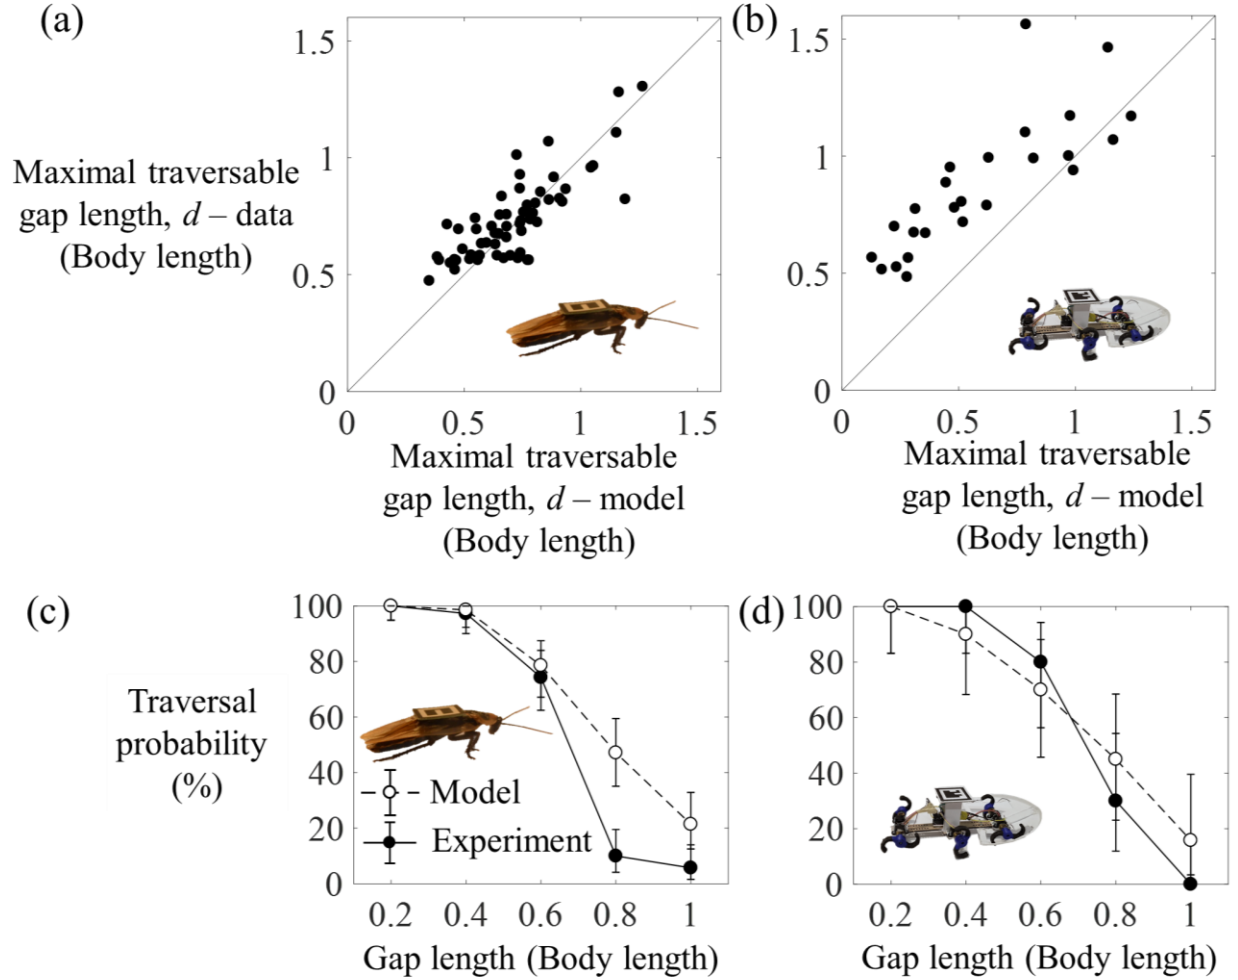 (a)
1.5
1
0.5
0
0 0.5 1 1.5
Maximal traversable
gap length, d – data
(Body length)
Maximal traversable
gap length, d – model
(Body length)
(b)
1.5
1
0.5
0
0 0.5 1 1.5
Maximal traversable
gap length, d – model
(Body length)
(c)
100
80
60
40
20
0
0.2 0.4 0.6 0.8 1
Traversal
probability
(%)
Model
Experiment
Gap length (Body length)
(d)
100
80
60
40
20
0
0.2 0.4 0.6 0.8 1
Gap length (Body length)